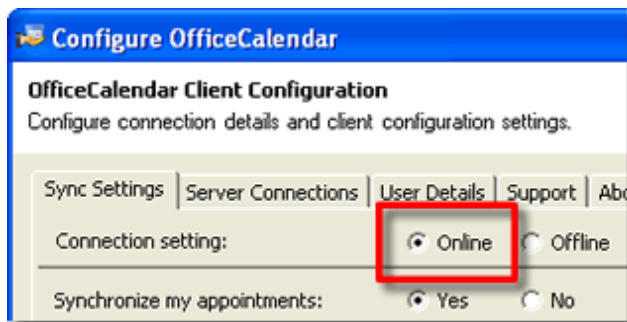 Configure OfficeCalendar
OfficeCalendar Client Configuration
Configure connection details and client configuration settings.
Sync Settings Server Connections User Details Support Abo
Connection setting: Online Offline
Synchronize my appointments: Yes No